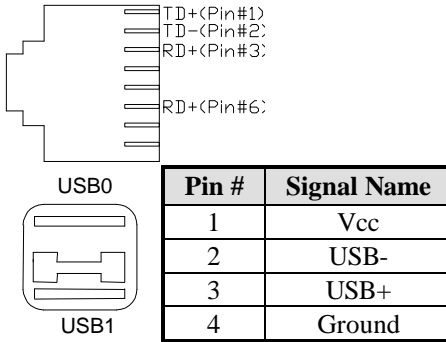 TD+(Pin#1)
TD-(Pin#2)
RD+(Pin#3)
RD+(Pin#6)
USB0
USB1
Pin # Signal Name
1 Vcc
2 USB-
3 USB+
4 Ground